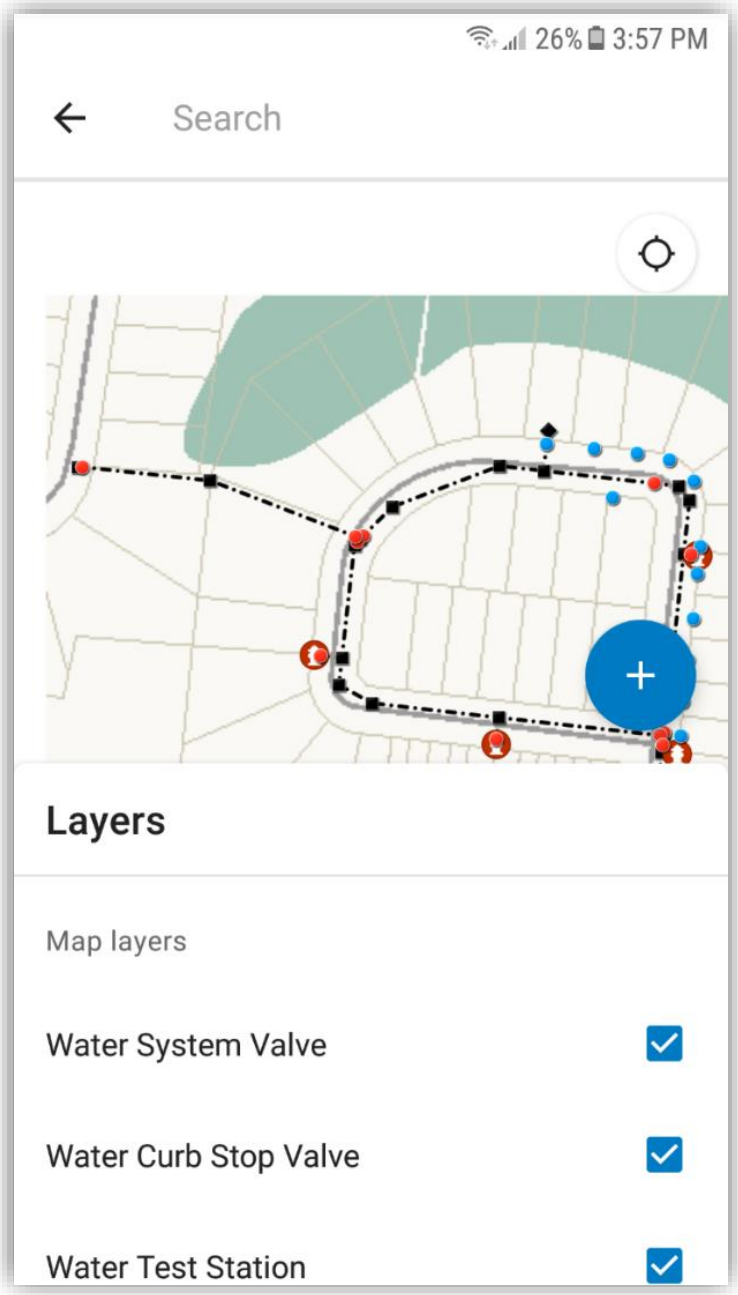 26% 3:57 PM
Search
Layers
Map layers
Water System Valve
Water Curb Stop Valve
Water Test Station